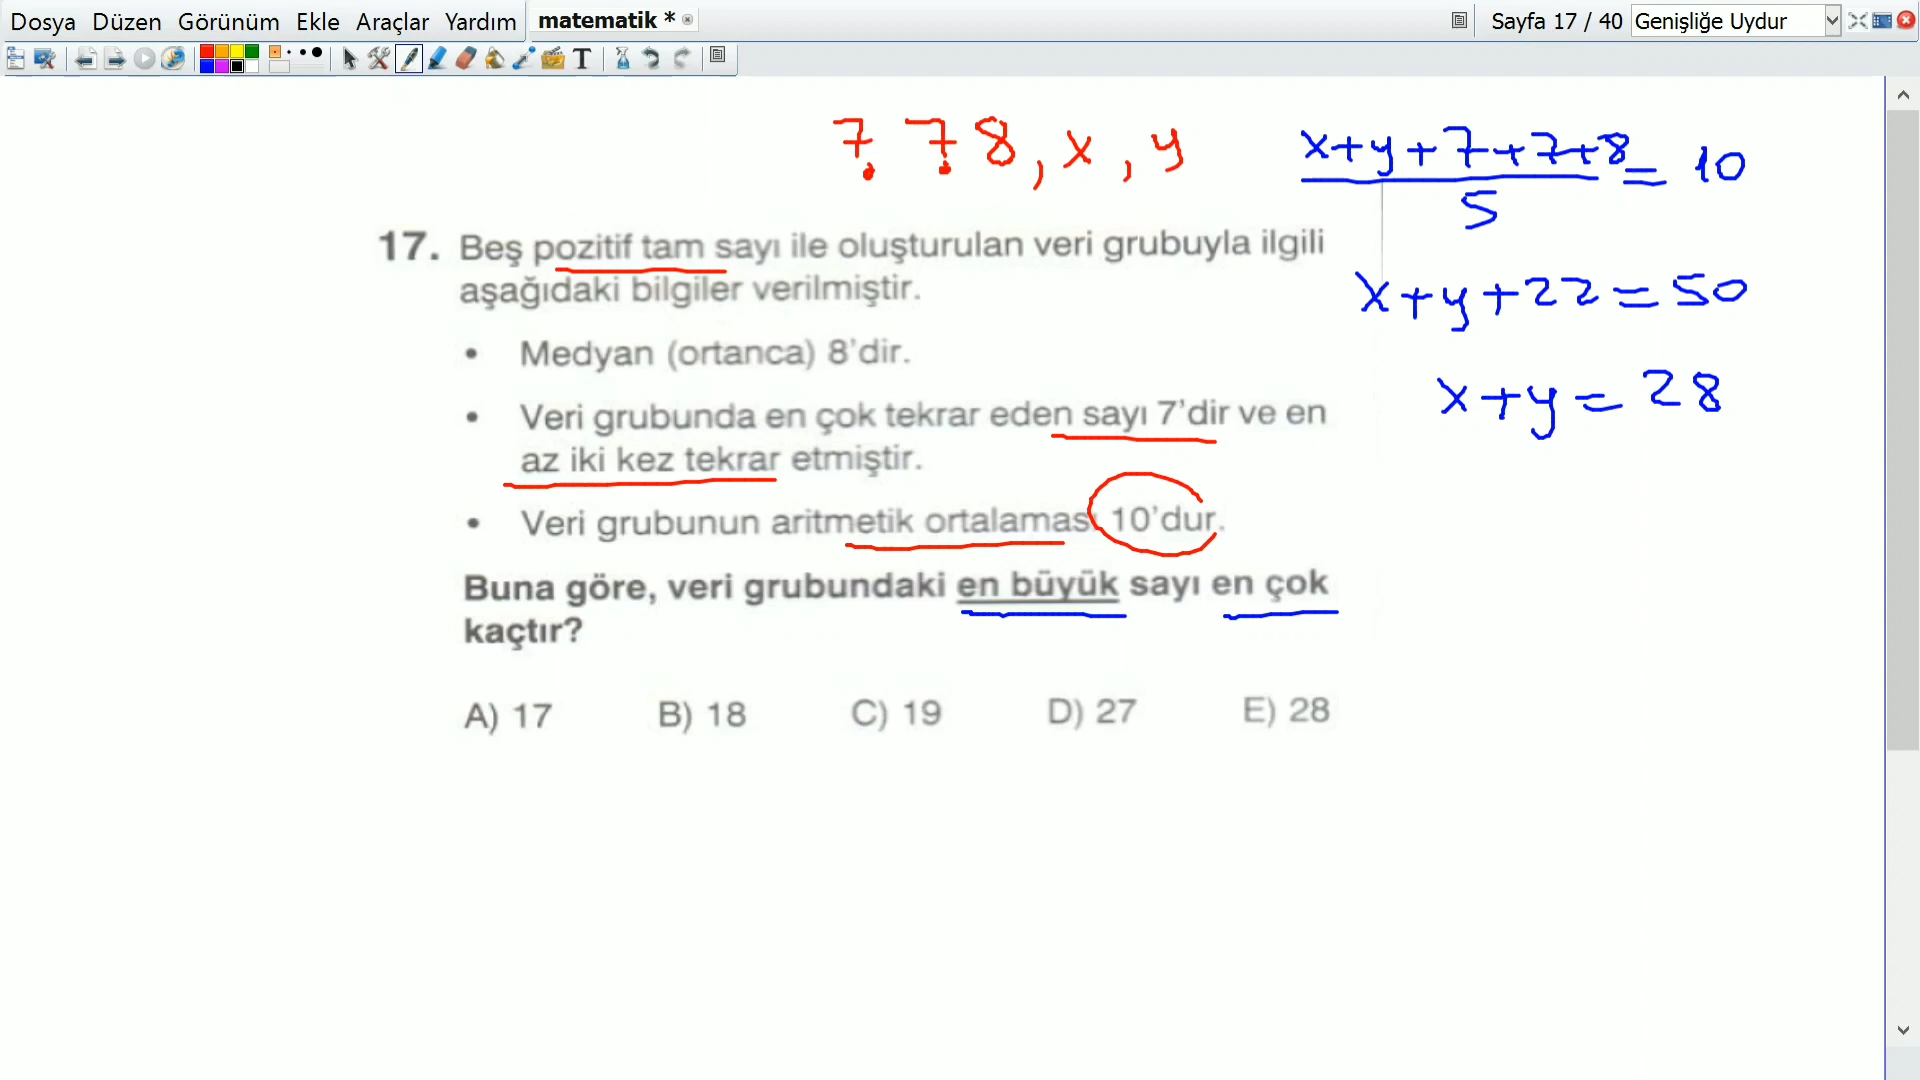 Dosya Düzen Görünüm Ekle Araçlar Yardım matematik * Sayfa 17 / 40 Genişliğe Uydur
7 7 8, x, y
x+y+7+7+8 = 10
5
17. Beş pozitif tam sayı ile oluşturulan veri grubuyla ilgili
aşağıdaki bilgiler verilmiştir.
x+y+22=50
• Medyan (ortanca) 8'dir.
x+y=28
• Veri grubunda en çok tekrar eden sayı 7'dir ve en
az iki kez tekrar etmiştir.
• Veri grubunun aritmetik ortalaması 10'dur.
Buna göre, veri grubundaki en büyük sayı en çok
kaçtır?
A) 17 B) 18 C) 19 D) 27 E) 28